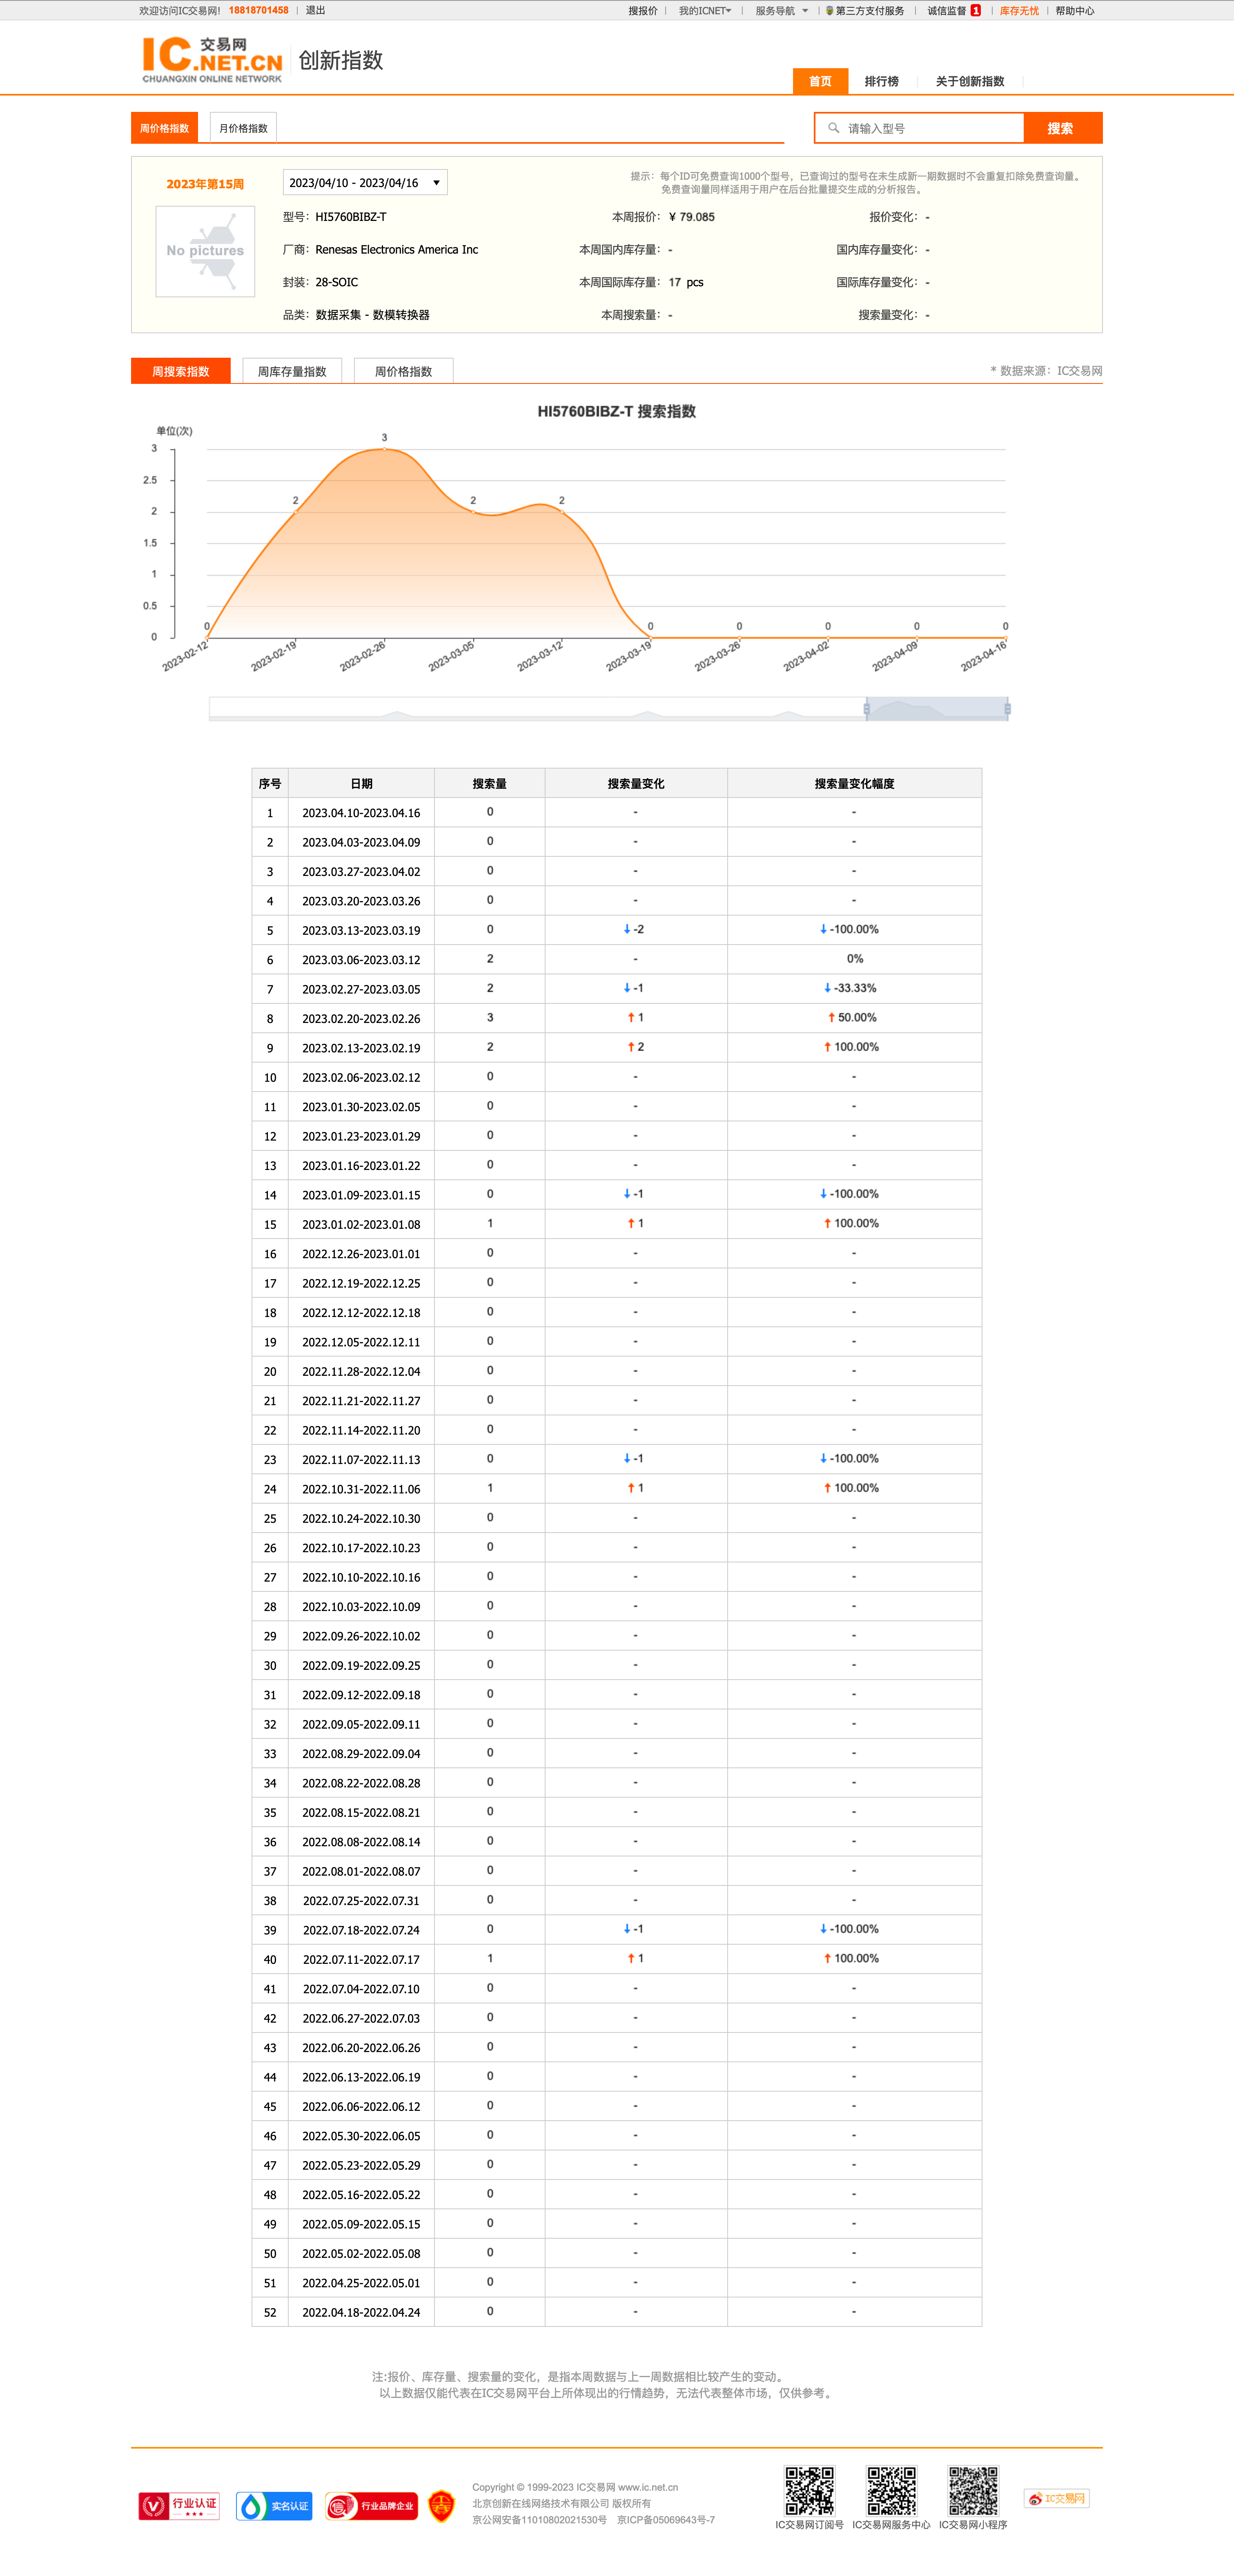 欢迎访问IC交易网! 18818701458 | 退出 搜报价 | 我的ICNET | 服务导航 | 第三方支付服务 | 诚信监督 1 | 库存无忧 | 帮助中心
IC 交易网 .NET.CN
CHUANGXIN ONLINE NETWORK
创新指数
首页 排行榜 关于创新指数
周价格指数 月价格指数 请输入型号 搜索
2023年第15周 2023/04/10 - 2023/04/16
提示：每个ID可免费查询1000个型号，已查询过的型号在未生成新一期数据时不会重复扣除免费查询量。
免费查询量同样适用于用户在后台批量提交生成的分析报告。
No pictures
型号：HI5760BIBZ-T 本周报价：¥ 79.085 报价变化：-
厂商：Renesas Electronics America Inc 本周国内库存量：- 国内库存量变化：-
封装：28-SOIC 本周国际库存量：17 pcs 国际库存量变化：-
品类：数据采集 - 数模转换器 本周搜索量：- 搜索量变化：-
周搜索指数 周库存量指数 周价格指数 * 数据来源：IC交易网
HI5760BIBZ-T 搜索指数
单位(次)
3
2.5
2
1.5
1
0.5
0
0 2 3 2 2 0 0 0 0 0
2023-02-12 2023-02-19 2023-02-26 2023-03-05 2023-03-12 2023-03-19 2023-03-26 2023-04-02 2023-04-09 2023-04-16
序号 日期 搜索量 搜索量变化 搜索量变化幅度
1 2023.04.10-2023.04.16 0 - -
2 2023.04.03-2023.04.09 0 - -
3 2023.03.27-2023.04.02 0 - -
4 2023.03.20-2023.03.26 0 - -
5 2023.03.13-2023.03.19 0 ↓-2 ↓-100.00%
6 2023.03.06-2023.03.12 2 - 0%
7 2023.02.27-2023.03.05 2 ↓-1 ↓-33.33%
8 2023.02.20-2023.02.26 3 ↑1 ↑50.00%
9 2023.02.13-2023.02.19 2 ↑2 ↑100.00%
10 2023.02.06-2023.02.12 0 - -
11 2023.01.30-2023.02.05 0 - -
12 2023.01.23-2023.01.29 0 - -
13 2023.01.16-2023.01.22 0 - -
14 2023.01.09-2023.01.15 0 ↓-1 ↓-100.00%
15 2023.01.02-2023.01.08 1 ↑1 ↑100.00%
16 2022.12.26-2023.01.01 0 - -
17 2022.12.19-2022.12.25 0 - -
18 2022.12.12-2022.12.18 0 - -
19 2022.12.05-2022.12.11 0 - -
20 2022.11.28-2022.12.04 0 - -
21 2022.11.21-2022.11.27 0 - -
22 2022.11.14-2022.11.20 0 - -
23 2022.11.07-2022.11.13 0 ↓-1 ↓-100.00%
24 2022.10.31-2022.11.06 1 ↑1 ↑100.00%
25 2022.10.24-2022.10.30 0 - -
26 2022.10.17-2022.10.23 0 - -
27 2022.10.10-2022.10.16 0 - -
28 2022.10.03-2022.10.09 0 - -
29 2022.09.26-2022.10.02 0 - -
30 2022.09.19-2022.09.25 0 - -
31 2022.09.12-2022.09.18 0 - -
32 2022.09.05-2022.09.11 0 - -
33 2022.08.29-2022.09.04 0 - -
34 2022.08.22-2022.08.28 0 - -
35 2022.08.15-2022.08.21 0 - -
36 2022.08.08-2022.08.14 0 - -
37 2022.08.01-2022.08.07 0 - -
38 2022.07.25-2022.07.31 0 - -
39 2022.07.18-2022.07.24 0 ↓-1 ↓-100.00%
40 2022.07.11-2022.07.17 1 ↑1 ↑100.00%
41 2022.07.04-2022.07.10 0 - -
42 2022.06.27-2022.07.03 0 - -
43 2022.06.20-2022.06.26 0 - -
44 2022.06.13-2022.06.19 0 - -
45 2022.06.06-2022.06.12 0 - -
46 2022.05.30-2022.06.05 0 - -
47 2022.05.23-2022.05.29 0 - -
48 2022.05.16-2022.05.22 0 - -
49 2022.05.09-2022.05.15 0 - -
50 2022.05.02-2022.05.08 0 - -
51 2022.04.25-2022.05.01 0 - -
52 2022.04.18-2022.04.24 0 - -
注:报价、库存量、搜索量的变化，是指本周数据与上一周数据相比较产生的变动。
以上数据仅能代表在IC交易网平台上所体现出的行情趋势，无法代表整体市场，仅供参考。
行业认证 实名认证 信 行业品牌企业
Copyright © 1999-2023 IC交易网 www.ic.net.cn
北京创新在线网络技术有限公司 版权所有
京公网安备11010802021530号 京ICP备05069643号-7
IC交易网订阅号 IC交易网服务中心 IC交易网小程序
IC交易网